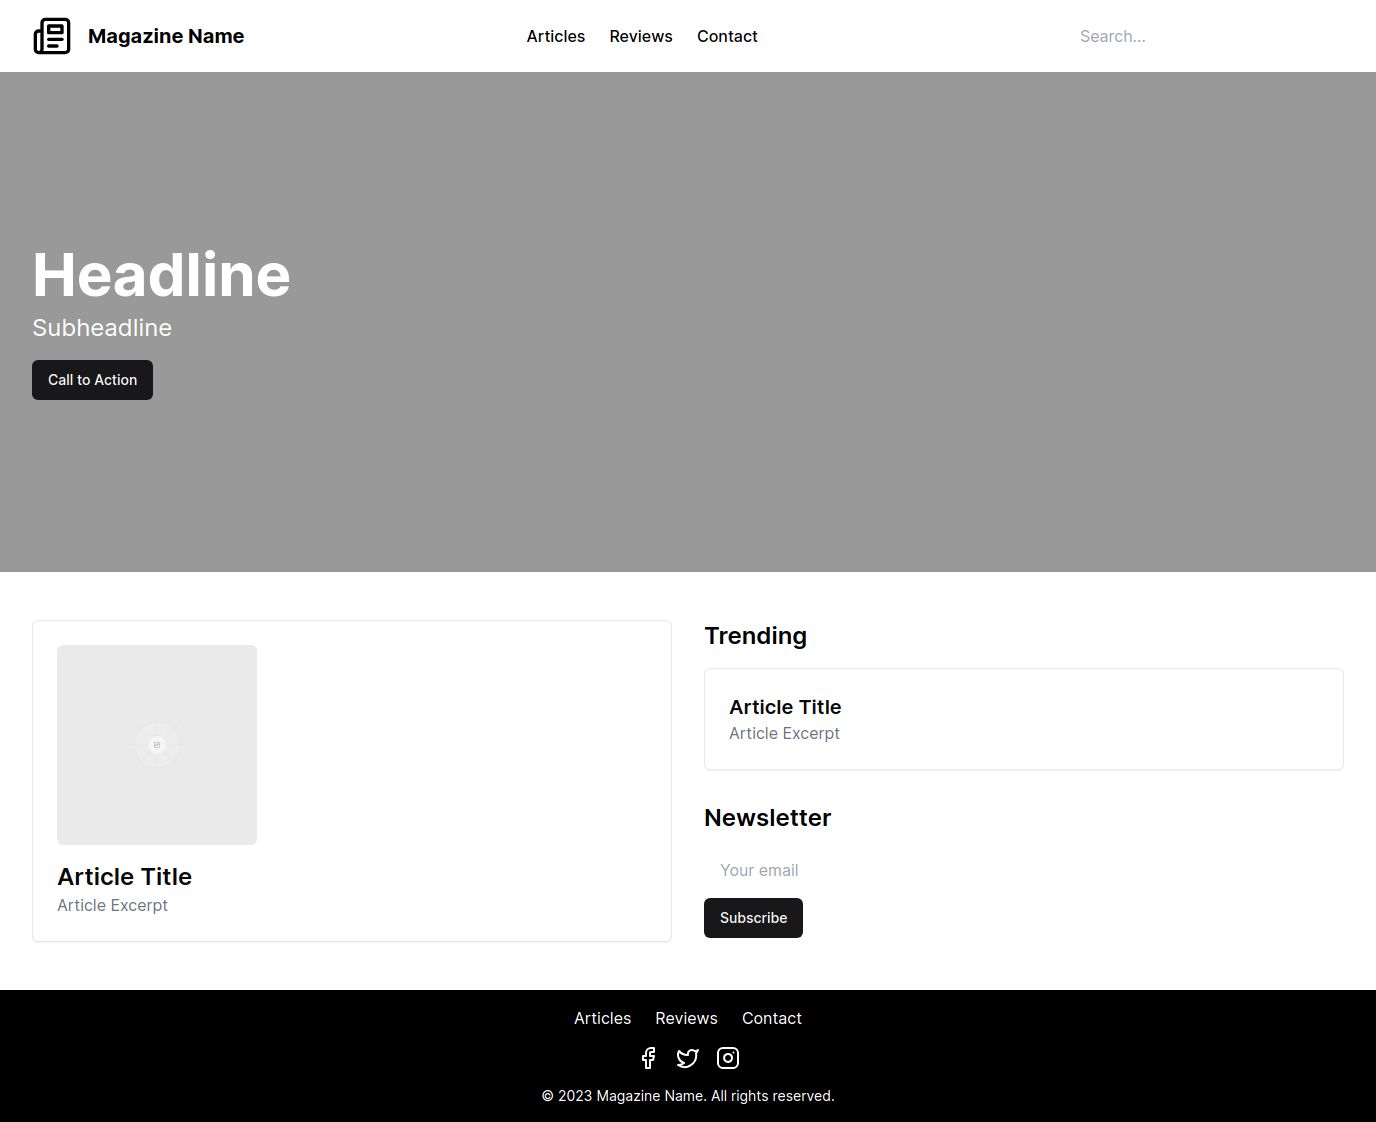 Magazine Name
Articles Reviews Contact
Search...
Headline
Subheadline
Call to Action
Article Title
Article Excerpt
Trending
Article Title
Article Excerpt
Newsletter
Your email
Subscribe
Articles Reviews Contact
© 2023 Magazine Name. All rights reserved.